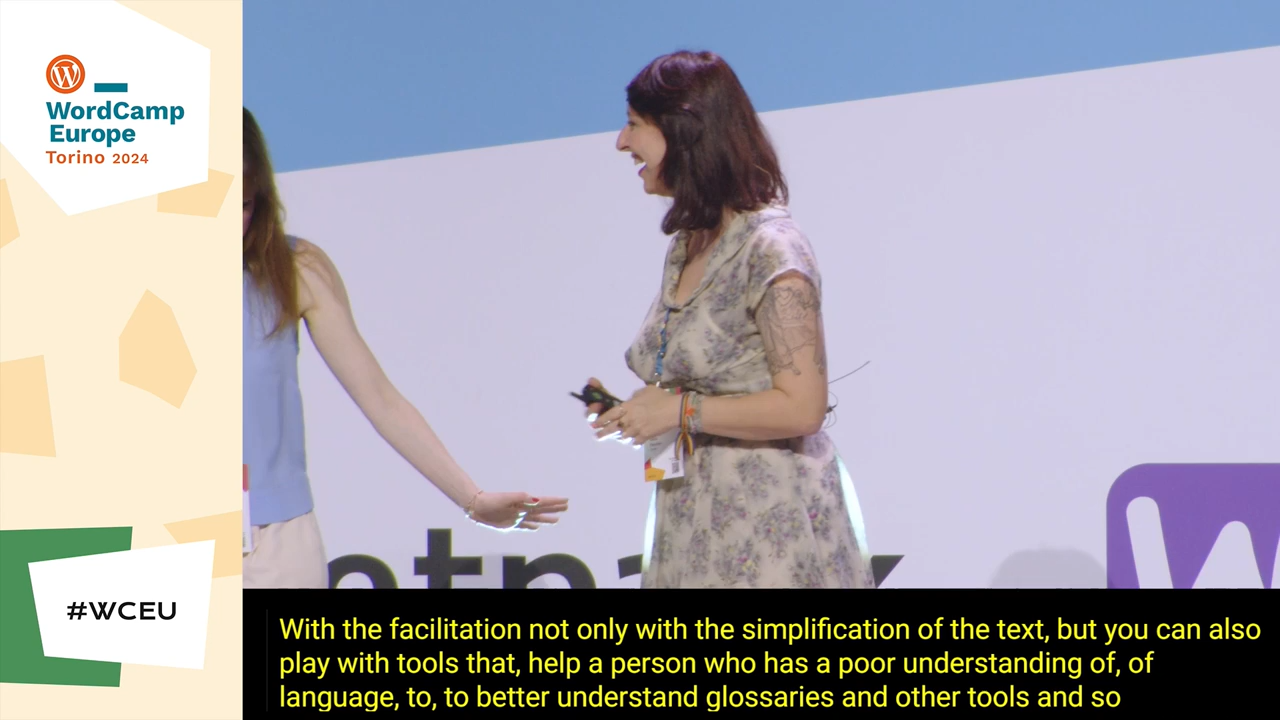 WordCamp
Europe
Torino 2024
#WCEU
With the facilitation not only with the simplification of the text, but you can also
play with tools that, help a person who has a poor understanding of, of
language, to, to better understand glossaries and other tools and so